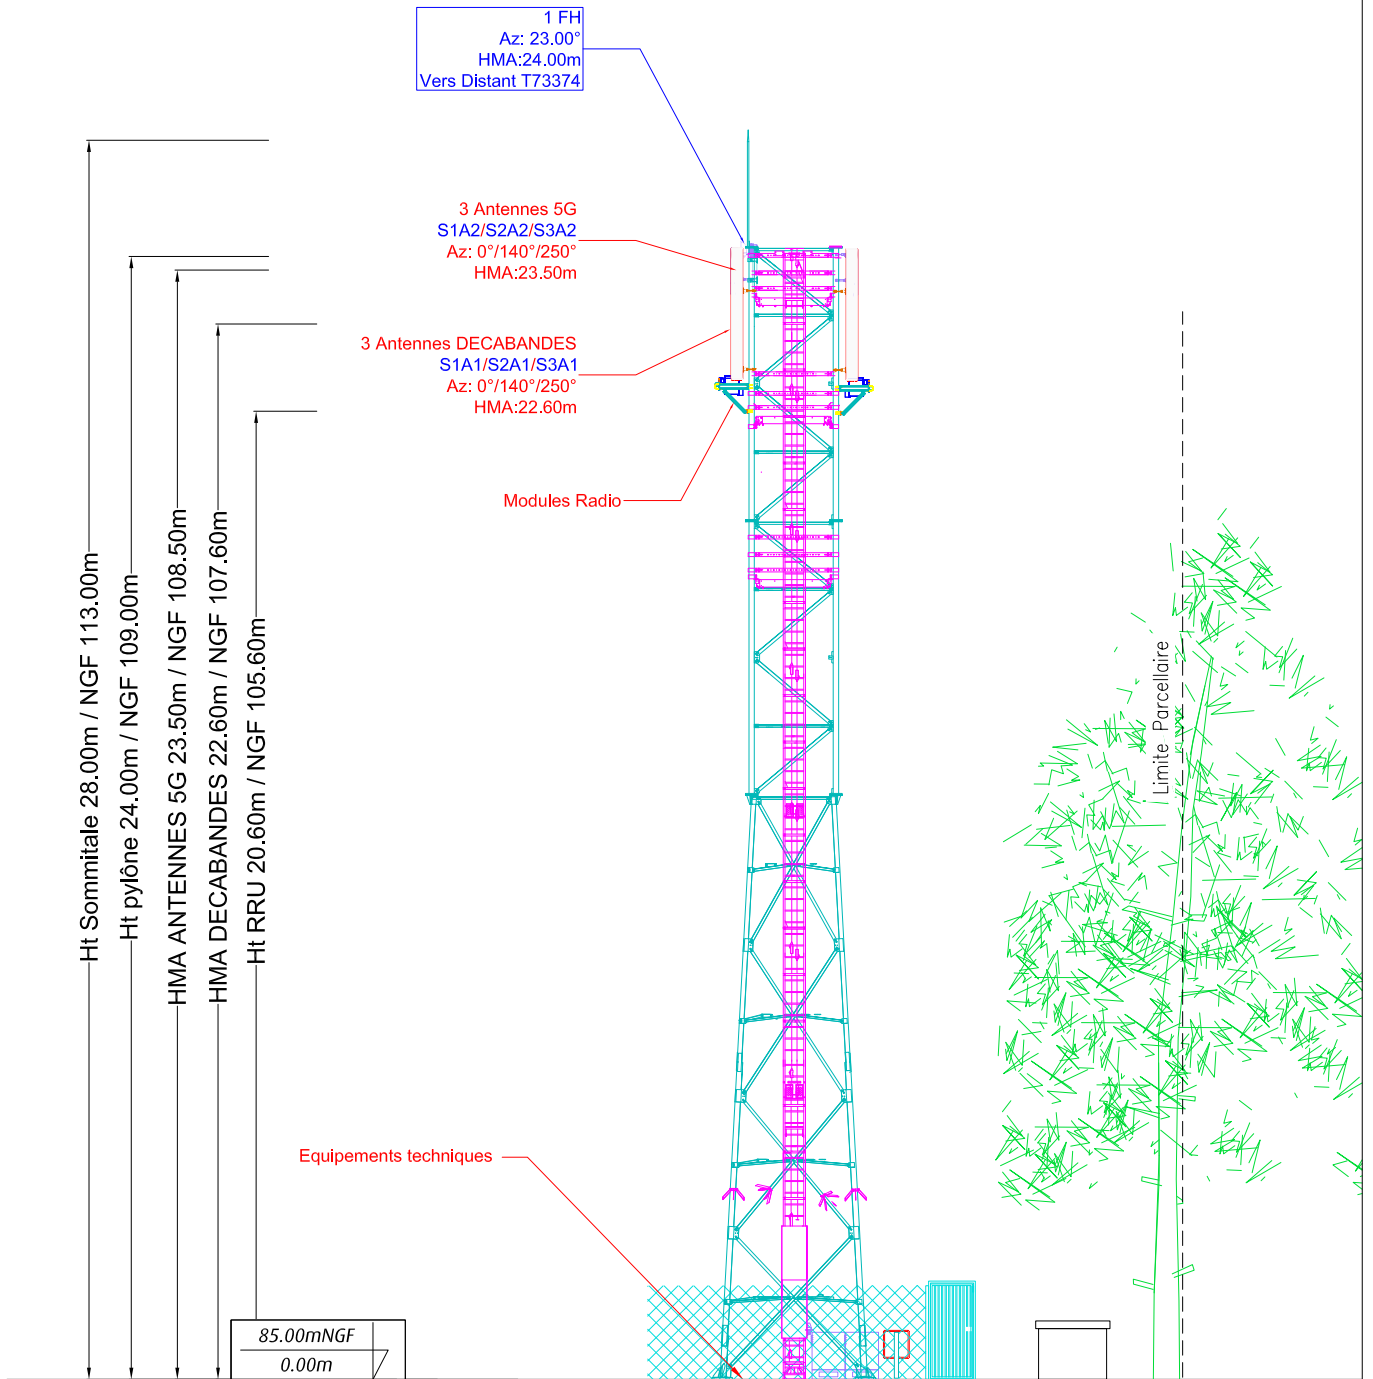 1 FH
Az: 23.00°
HMA:24.00m
Vers Distant T73374
3 Antennes 5G
S1A2/S2A2/S3A2
Az: 0°/140°/250°
HMA:23.50m
3 Antennes DECABANDES
S1A1/S2A1/S3A1
Az: 0°/140°/250°
HMA:22.60m
Modules Radio
Ht Sommitale 28.00m / NGF 113.00m
Ht pylône 24.00m / NGF 109.00m
HMA ANTENNES 5G 23.50m / NGF 108.50m
HMA DECABANDES 22.60m / NGF 107.60m
Ht RRU 20.60m / NGF 105.60m
Limite Parcellaire
Equipements techniques
85.00mNGF
0.00m